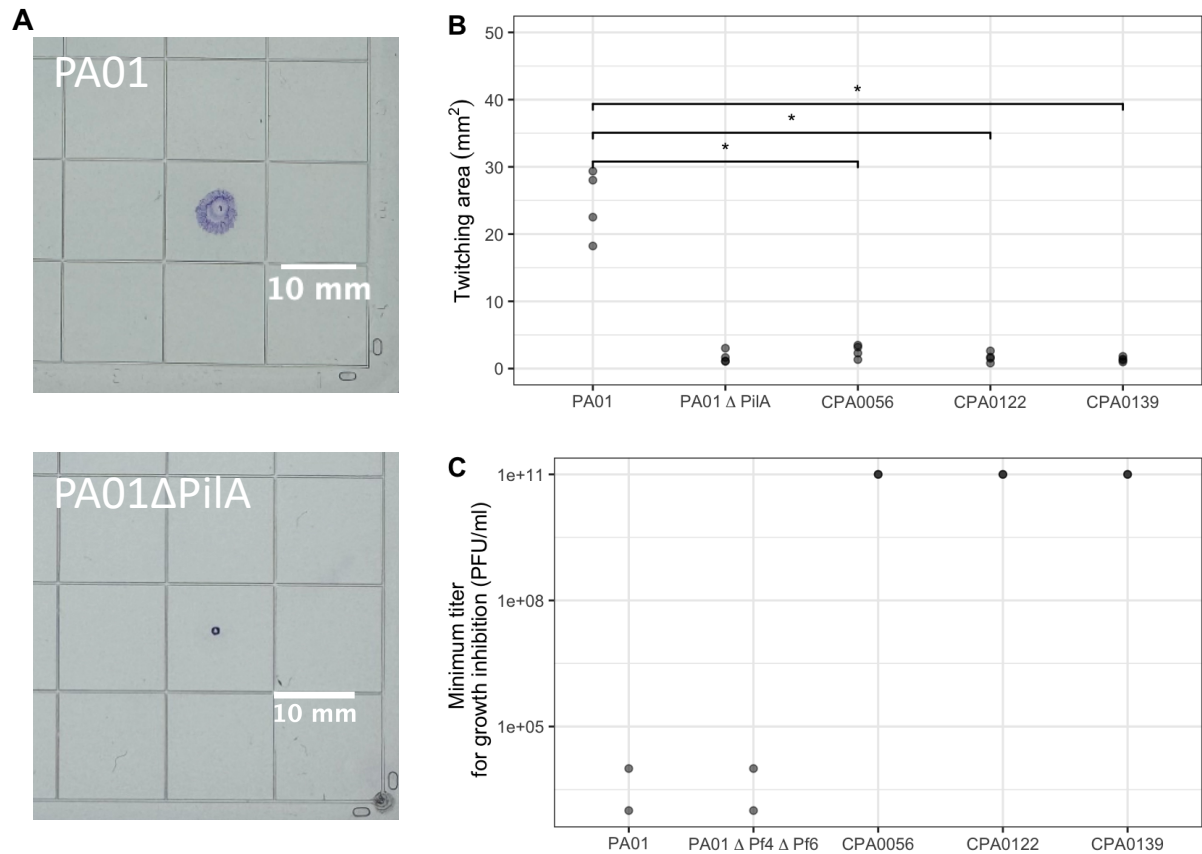 A
PA01
10 mm
PA01ΔPilA
10 mm
B
Twitching area (mm²)
50
40
30
20
10
0
*
*
*
PA01
PA01 Δ PilA
CPA0056
CPA0122
CPA0139
C
Minimum titer
for growth inhibition (PFU/ml)
1e+11
1e+08
1e+05
PA01
PA01 Δ Pf4 Δ Pf6
CPA0056
CPA0122
CPA0139